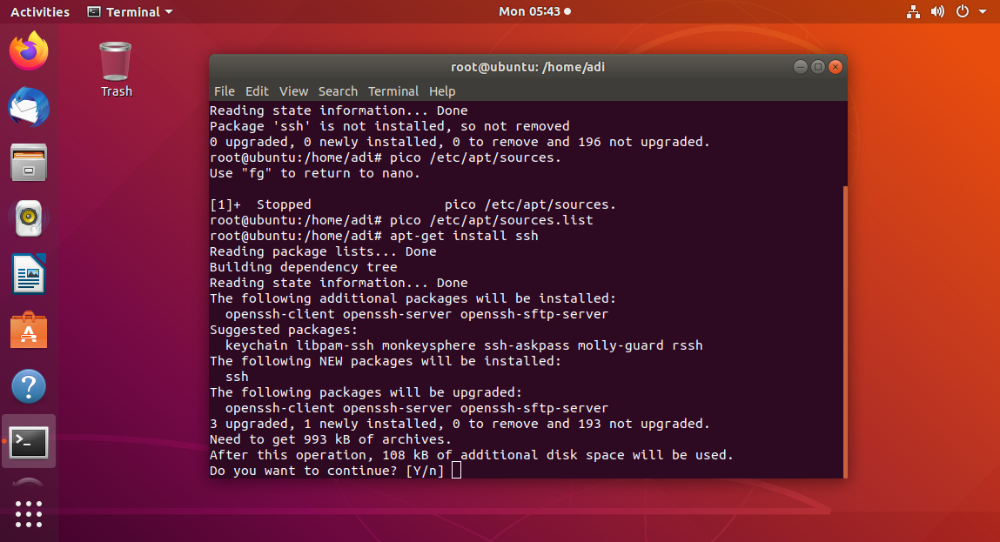 Activities Terminal Mon 05:43
Trash
root@ubuntu: /home/adi
File Edit View Search Terminal Help
Reading state information... Done
Package 'ssh' is not installed, so not removed
0 upgraded, 0 newly installed, 0 to remove and 196 not upgraded.
root@ubuntu:/home/adi# pico /etc/apt/sources.
Use "fg" to return to nano.
[1]+  Stopped                 pico /etc/apt/sources.
root@ubuntu:/home/adi# pico /etc/apt/sources.list
root@ubuntu:/home/adi# apt-get install ssh
Reading package lists... Done
Building dependency tree
Reading state information... Done
The following additional packages will be installed:
  openssh-client openssh-server openssh-sftp-server
Suggested packages:
  keychain libpam-ssh monkeysphere ssh-askpass molly-guard rssh
The following NEW packages will be installed:
  ssh
The following packages will be upgraded:
  openssh-client openssh-server openssh-sftp-server
3 upgraded, 1 newly installed, 0 to remove and 193 not upgraded.
Need to get 993 kB of archives.
After this operation, 108 kB of additional disk space will be used.
Do you want to continue? [Y/n]